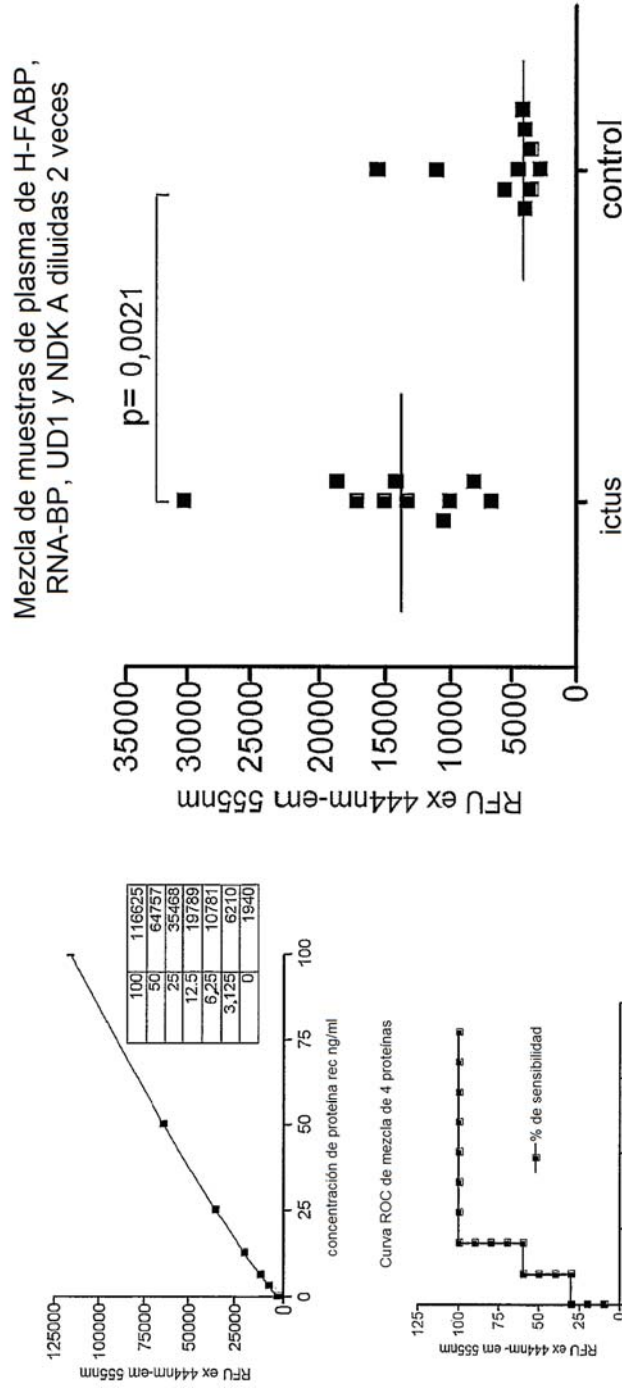 Mezcla de muestras de plasma de H-FABP,
RNA-BP, UD1 y NDK A diluidas 2 veces
p= 0,0021
RFU ex 444nm-em 555nm
35000
30000
25000
20000
15000
10000
5000
0
ictus
control
RFU ex 444nm-em 555nm
125000
100000
75000
50000
25000
0
0
25
50
75
100
concentración de proteína rec ng/ml
100 116625
50 64757
25 35468
12.5 19789
6,25 10781
3,125 6210
0 1940
Curva ROC de mezcla de 4 proteínas
RFU ex 444nm-em 555nm
125
100
75
50
25
0
% de sensibilidad